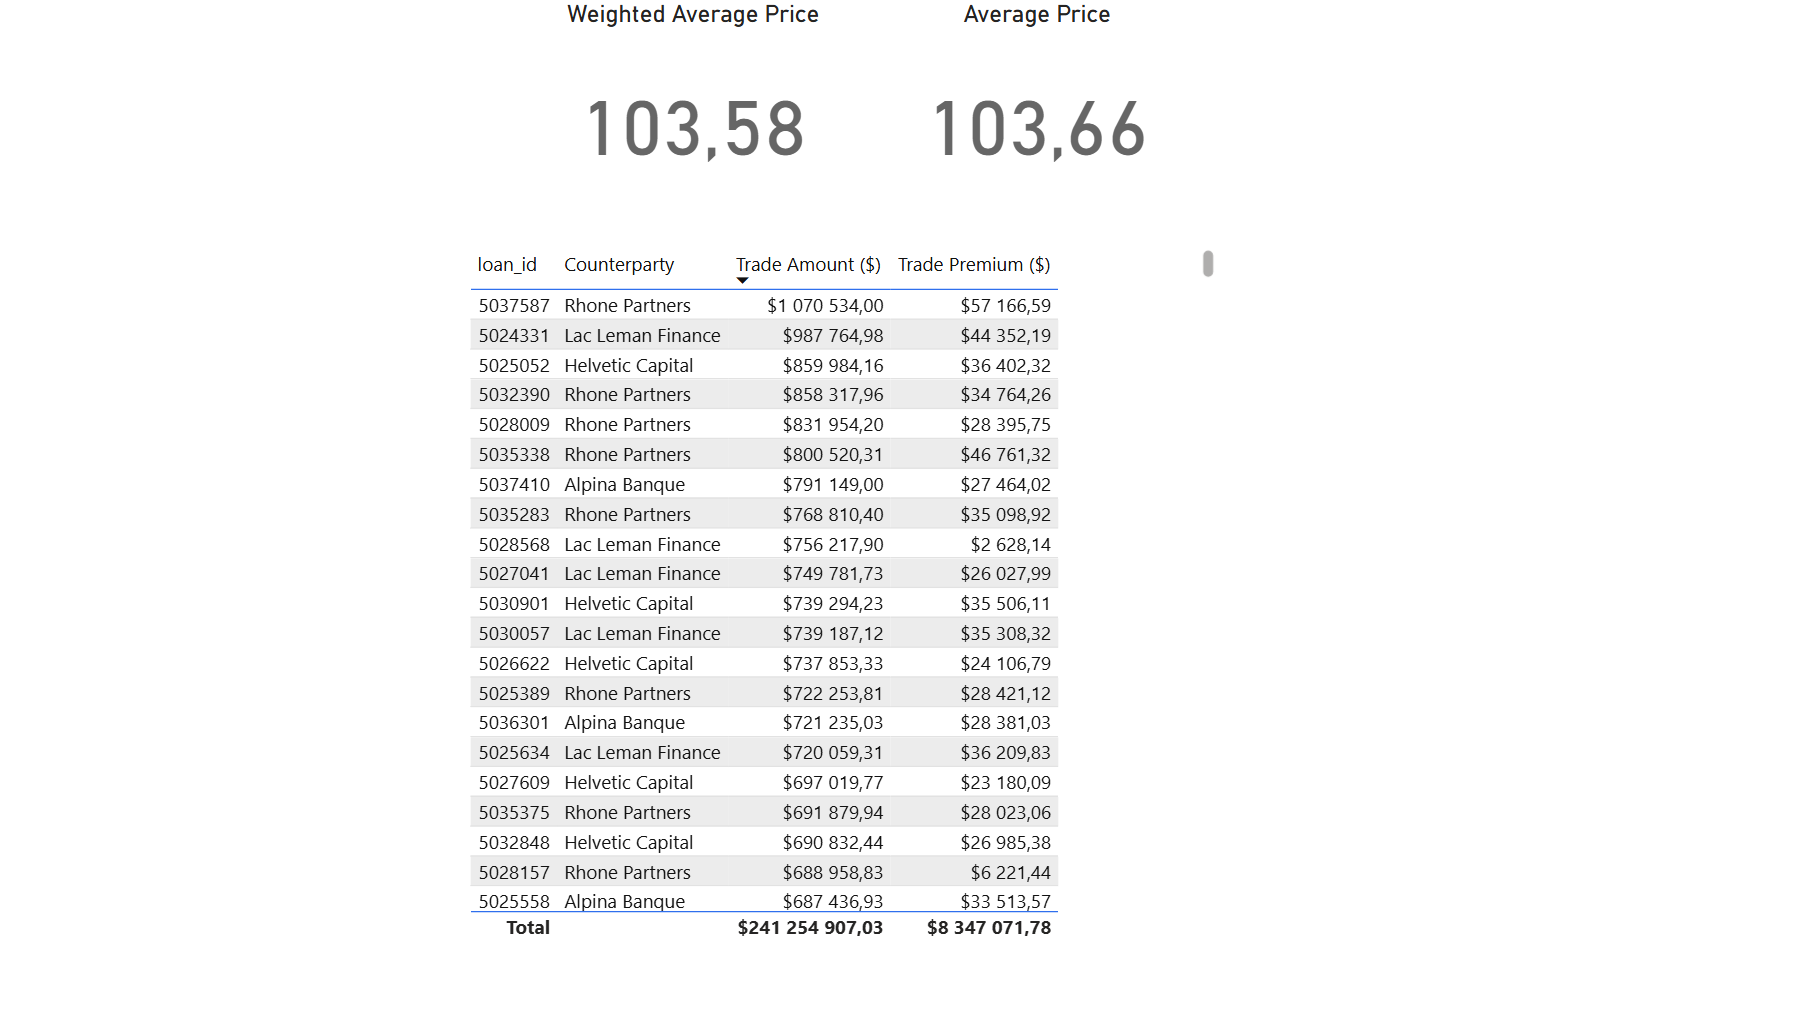 Weighted Average Price Average Price
103,58 103,66
loan_id Counterparty Trade Amount ($) Trade Premium ($)
5037587 Rhone Partners $1 070 534,00 $57 166,59
5024331 Lac Leman Finance $987 764,98 $44 352,19
5025052 Helvetic Capital $859 984,16 $36 402,32
5032390 Rhone Partners $858 317,96 $34 764,26
5028009 Rhone Partners $831 954,20 $28 395,75
5035338 Rhone Partners $800 520,31 $46 761,32
5037410 Alpina Banque $791 149,00 $27 464,02
5035283 Rhone Partners $768 810,40 $35 098,92
5028568 Lac Leman Finance $756 217,90 $2 628,14
5027041 Lac Leman Finance $749 781,73 $26 027,99
5030901 Helvetic Capital $739 294,23 $35 506,11
5030057 Lac Leman Finance $739 187,12 $35 308,32
5026622 Helvetic Capital $737 853,33 $24 106,79
5025389 Rhone Partners $722 253,81 $28 421,12
5036301 Alpina Banque $721 235,03 $28 381,03
5025634 Lac Leman Finance $720 059,31 $36 209,83
5027609 Helvetic Capital $697 019,77 $23 180,09
5035375 Rhone Partners $691 879,94 $28 023,06
5032848 Helvetic Capital $690 832,44 $26 985,38
5028157 Rhone Partners $688 958,83 $6 221,44
5025558 Alpina Banque $687 436,93 $33 513,57
Total $241 254 907,03 $8 347 071,78